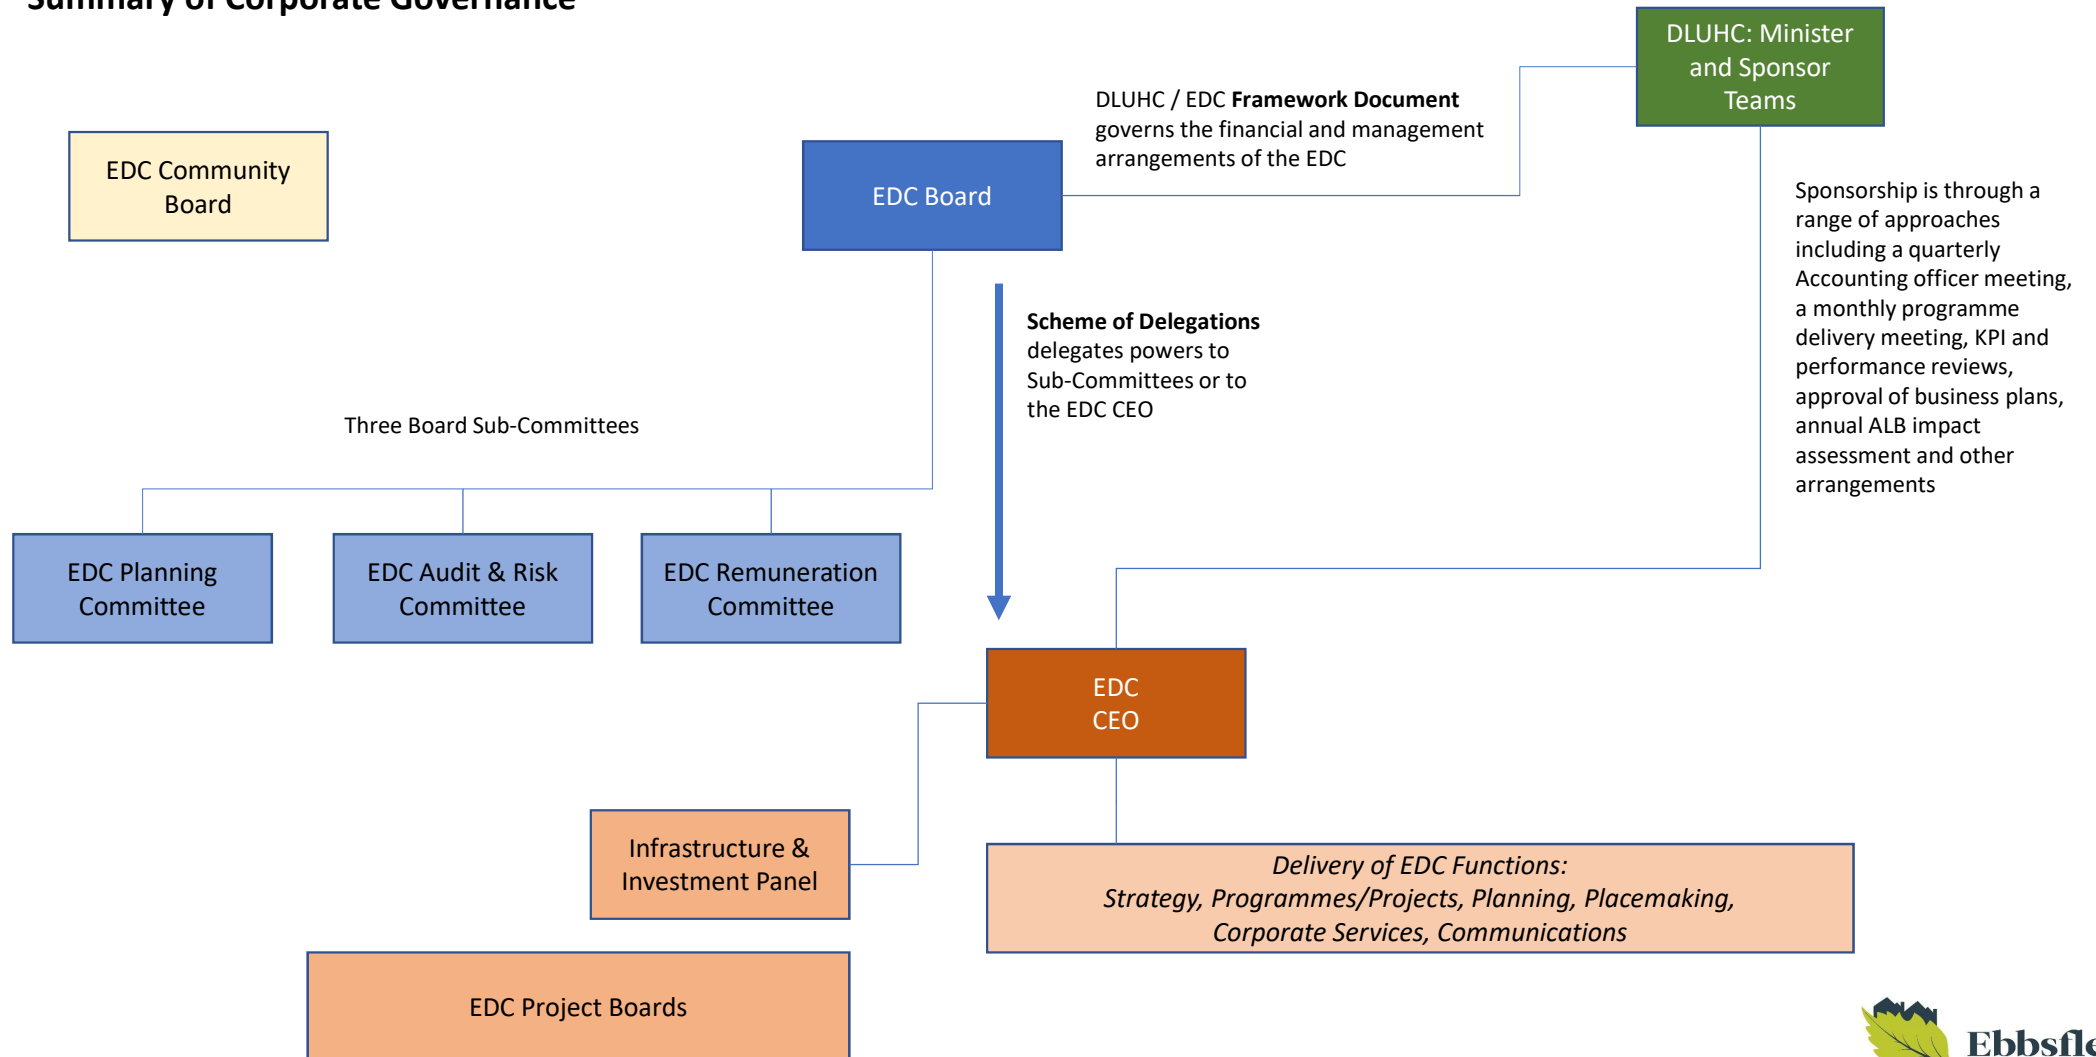 Summary of Corporate Governance
DLUHC: Minister
and Sponsor
Teams
DLUHC / EDC Framework Document
governs the financial and management
arrangements of the EDC
EDC Community
Board
EDC Board
Sponsorship is through a
range of approaches
including a quarterly
Accounting officer meeting,
a monthly programme
delivery meeting, KPI and
performance reviews,
approval of business plans,
annual ALB impact
assessment and other
arrangements
Scheme of Delegations
delegates powers to
Sub-Committees or to
the EDC CEO
Three Board Sub-Committees
EDC Planning
Committee
EDC Audit & Risk
Committee
EDC Remuneration
Committee
EDC
CEO
Infrastructure &
Investment Panel
Delivery of EDC Functions:
Strategy, Programmes/Projects, Planning, Placemaking,
Corporate Services, Communications
EDC Project Boards